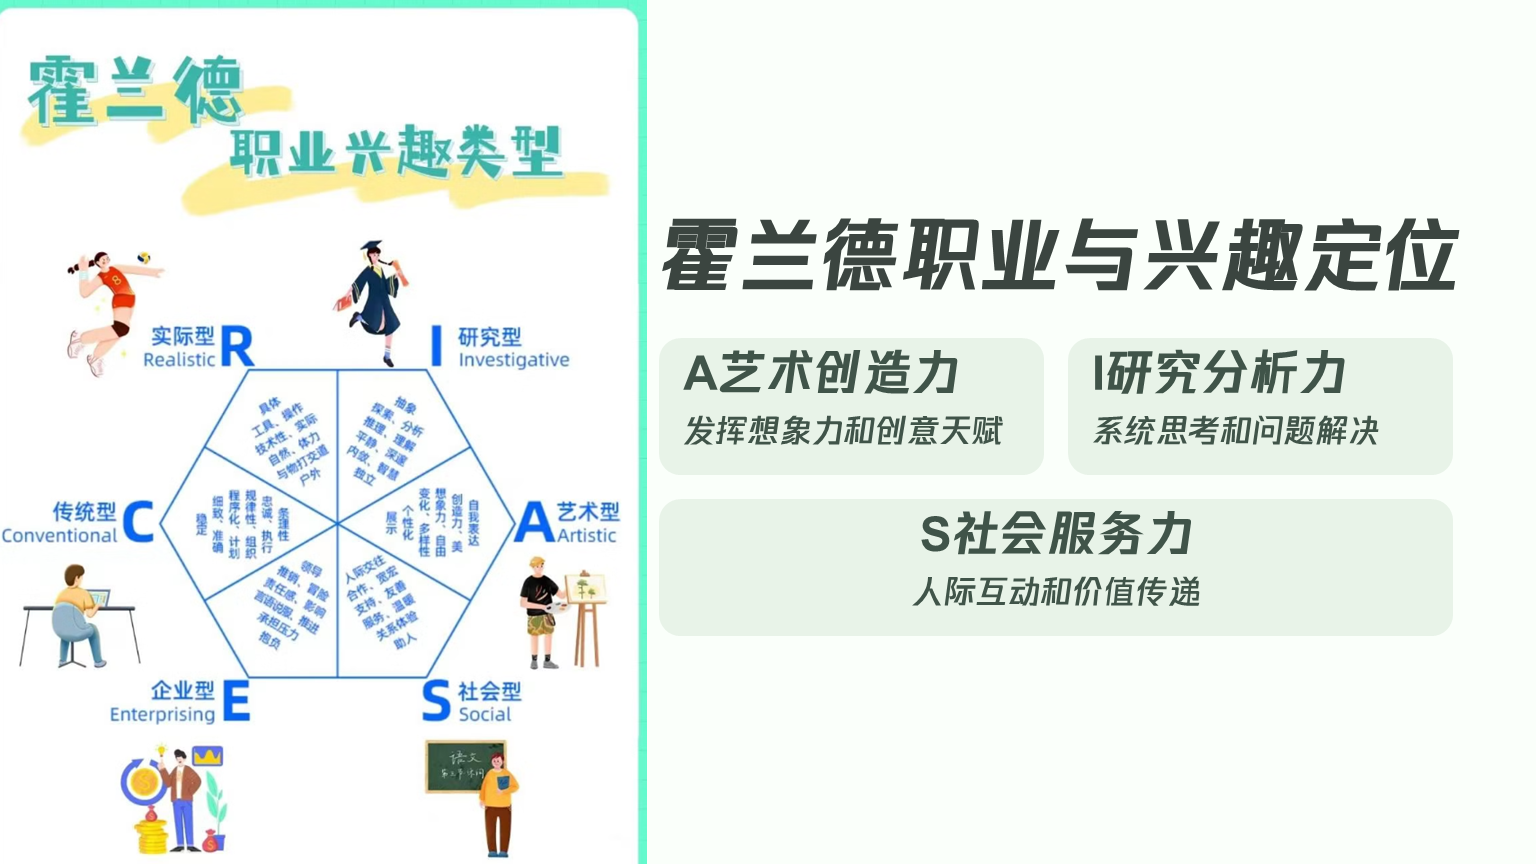 霍兰德
职业兴趣类型
实际型
Realistic
R
I
研究型
Investigative
具体
工具、操作
技术性、实际
自然、体力
与物打交道
户外
抽象
探索、分析
推理、理解
平静、深邃
内敛、智慧
独立
传统型
Conventional
C
条理性
忠诚、执行
规律性、组织
程序化、计划
细致、准确
稳定
自我表达
创造力、美
想象力、自由
变化、多样性
个性化
展示
A
艺术型
Artistic
领导
推销、冒险
责任感、影响
言语说服、推进
承担压力
抱负
人际交往
合作、宽宏
支持、友善
服务、温暖
关系体验
助人
企业型
Enterprising
E
S
社会型
Social
语文
霍兰德职业与兴趣定位
A艺术创造力
发挥想象力和创意天赋
I研究分析力
系统思考和问题解决
S社会服务力
人际互动和价值传递